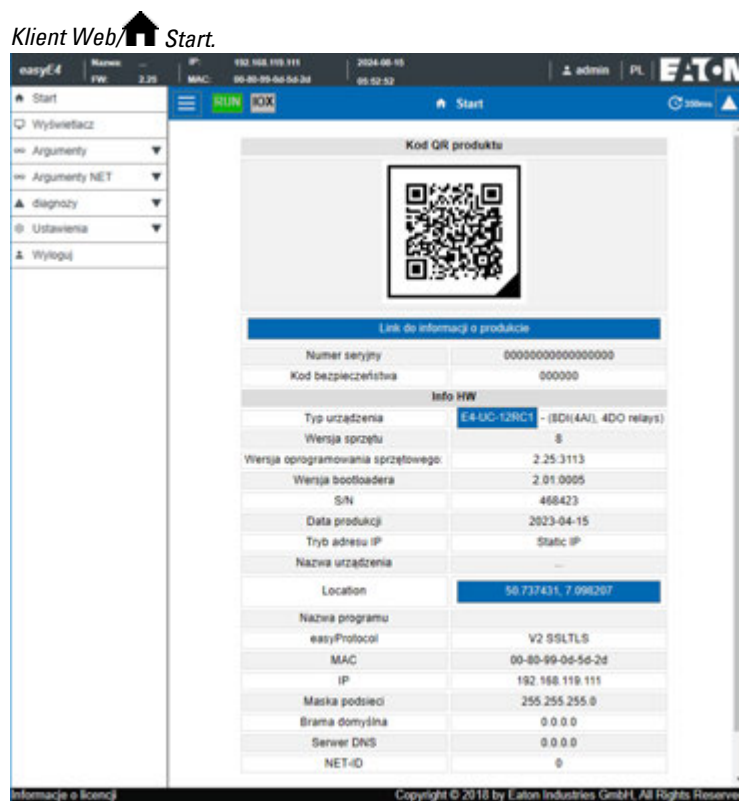 Klient Web/ Start.
easyE4 Nazwa: ... IP: 192.168.119.111 2024-08-15 admin PL EATON
FW: 2.25 MAC: 00-80-99-0d-5d-2d 05:52:52
Start
Wyświetlacz
Argumenty
Argumenty NET
diagnozy
Ustawienia
Wyloguj
RUN IOX Start 350ms
Kod QR produktu
Link do informacji o produkcie
Numer seryjny 00000000000000000
Kod bezpieczeństwa 000000
Info HW
Typ urządzenia E4-UC-12RC1 - (8DI(4AI), 4DO relays)
Wersja sprzętu 8
Wersja oprogramowania sprzętowego: 2.25:3113
Wersja bootloadera 2.01:0005
S/N 468423
Data produkcji 2023-04-15
Tryb adresu IP Static IP
Nazwa urządzenia ...
Location 50.737431, 7.098207
Nazwa programu
easyProtocol V2 SSLTLS
MAC 00-80-99-0d-5d-2d
IP 192.168.119.111
Maska podsieci 255.255.255.0
Brama domyślna 0.0.0.0
Serwer DNS 0.0.0.0
NET-ID 0
Informacje o licencji Copyright © 2018 by Eaton Industries GmbH, All Rights Reserve